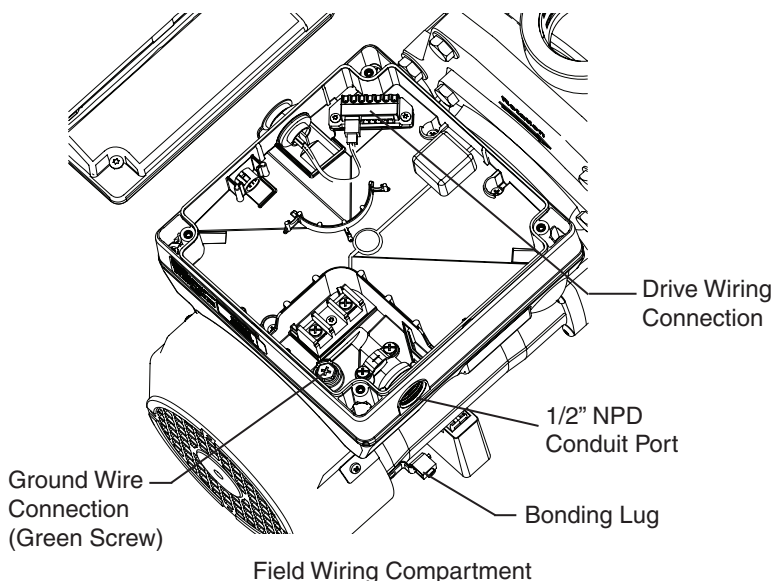 Drive Wiring
Connection
1/2” NPD
Conduit Port
Ground Wire
Connection
(Green Screw)
Bonding Lug
Field Wiring Compartment